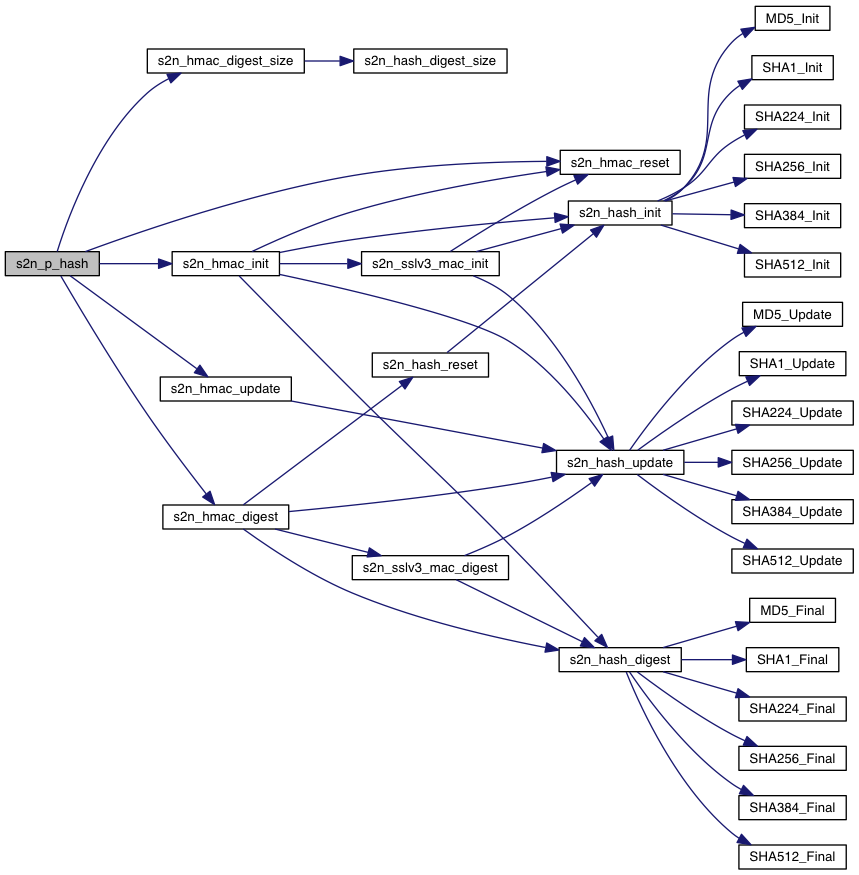 MD5_Init
s2n_hmac_digest_size
s2n_hash_digest_size
SHA1_Init
SHA224_Init
s2n_hmac_reset
SHA256_Init
s2n_hash_init
SHA384_Init
s2n_p_hash
s2n_hmac_init
s2n_sslv3_mac_init
SHA512_Init
MD5_Update
s2n_hash_reset
SHA1_Update
s2n_hmac_update
SHA224_Update
s2n_hash_update
SHA256_Update
s2n_hmac_digest
SHA384_Update
s2n_sslv3_mac_digest
SHA512_Update
MD5_Final
s2n_hash_digest
SHA1_Final
SHA224_Final
SHA256_Final
SHA384_Final
SHA512_Final